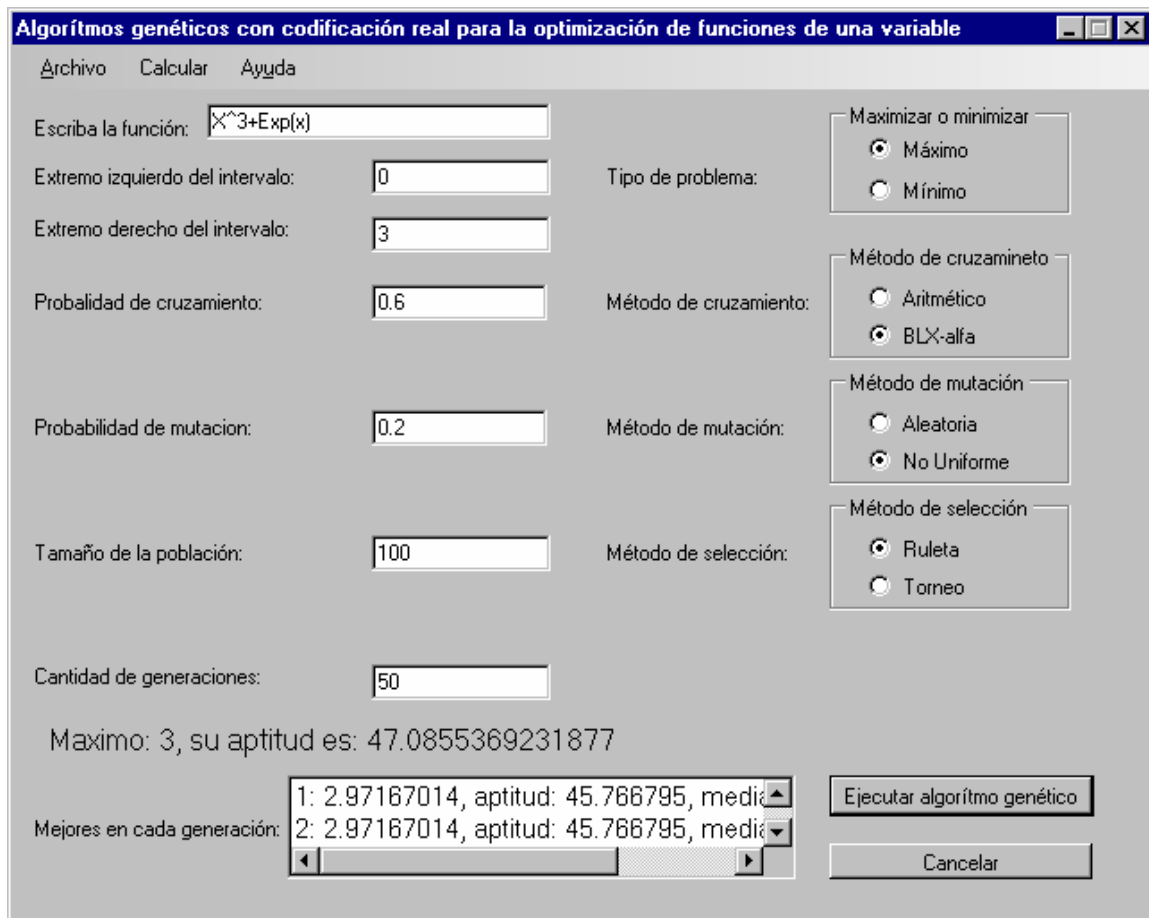 Algorítmos genéticos con codificación real para la optimización de funciones de una variable
Archivo Calcular Ayuda
Escriba la función: X^3+Exp(x)
Maximizar o minimizar
Máximo
Extremo izquierdo del intervalo: 0 Tipo de problema:
Mínimo
Extremo derecho del intervalo: 3
Método de cruzamineto
Probalidad de cruzamiento: 0.6 Método de cruzamiento: Aritmético
BLX-alfa
Método de mutación
Probabilidad de mutacion: 0.2 Método de mutación: Aleatoria
No Uniforme
Método de selección
Tamaño de la población: 100 Método de selección: Ruleta
Torneo
Cantidad de generaciones: 50
Maximo: 3, su aptitud es: 47.0855369231877
1: 2.97167014, aptitud: 45.766795, media
Ejecutar algorítmo genético
Mejores en cada generación: 2: 2.97167014, aptitud: 45.766795, media
Cancelar